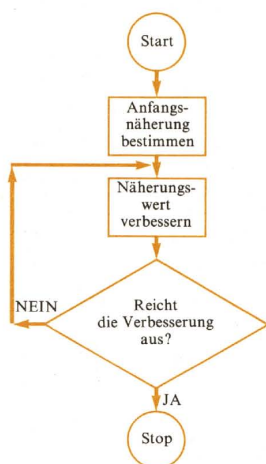 Start
Anfangs-
näherung
bestimmen
Näherungs-
wert
verbessern
NEIN
Reicht
die Verbesserung
aus?
JA
Stop